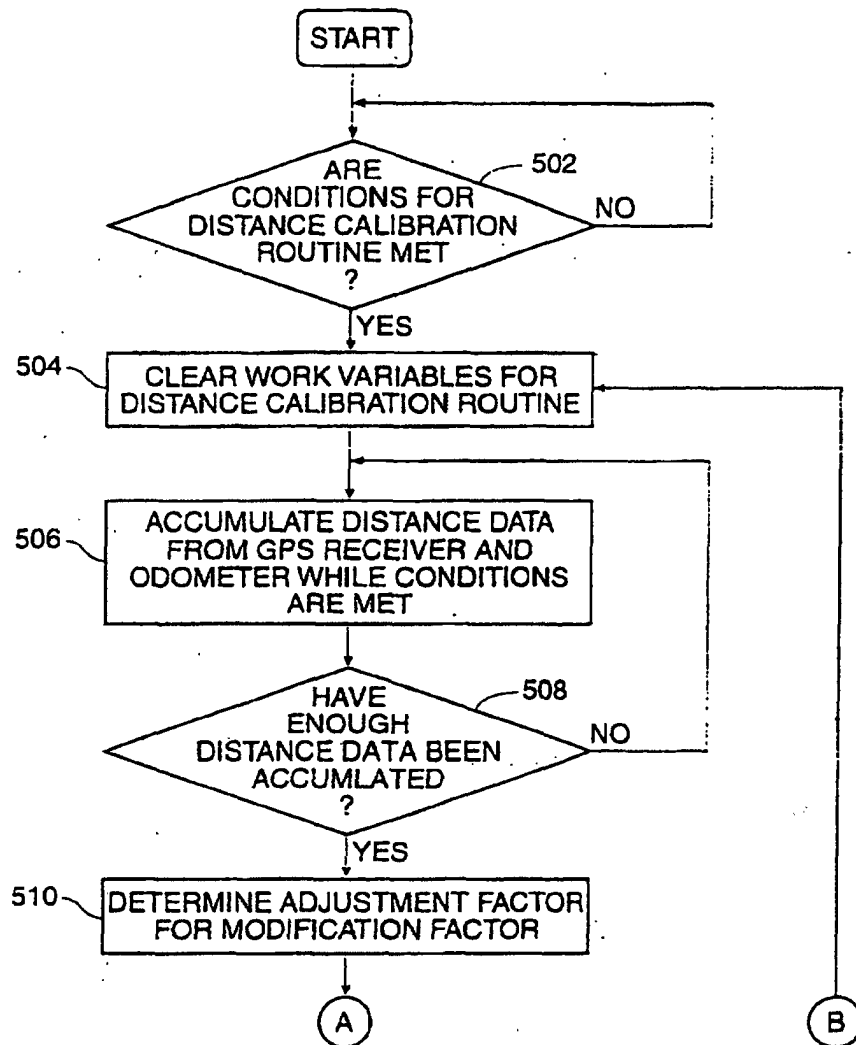 START
502
ARE
CONDITIONS FOR
DISTANCE CALIBRATION
ROUTINE MET
?
NO
YES
504
CLEAR WORK VARIABLES FOR
DISTANCE CALIBRATION ROUTINE
506
ACCUMULATE DISTANCE DATA
FROM GPS RECEIVER AND
ODOMETER WHILE CONDITIONS
ARE MET
508
HAVE
ENOUGH
DISTANCE DATA BEEN
ACCUMLATED
?
NO
YES
510
DETERMINE ADJUSTMENT FACTOR
FOR MODIFICATION FACTOR
A
B